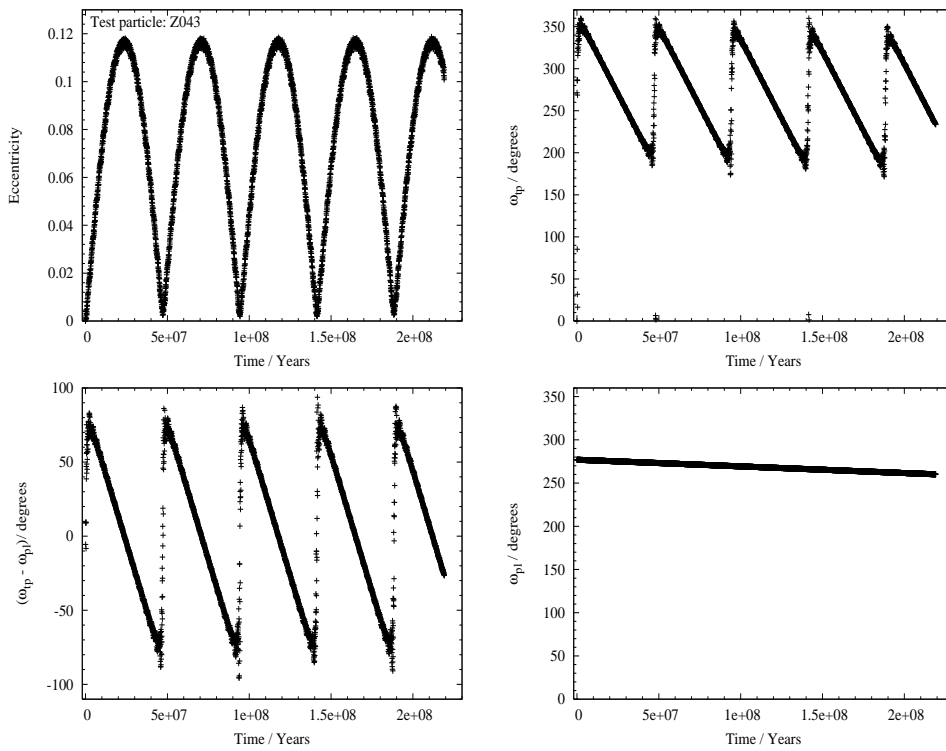 Test particle: Z043
0.12
0.1
0.08
0.06
0.04
0.02
0
Eccentricity
0 5e+07 1e+08 1.5e+08 2e+08
Time / Years
350
300
250
200
150
100
50
0
ω_tp / degrees
0 5e+07 1e+08 1.5e+08 2e+08
Time / Years
100
50
0
-50
-100
(ω_tp - ω_pl)/ degrees
0 5e+07 1e+08 1.5e+08 2e+08
Time / Years
350
300
250
200
150
100
50
0
ω_pl / degrees
0 5e+07 1e+08 1.5e+08 2e+08
Time / Years